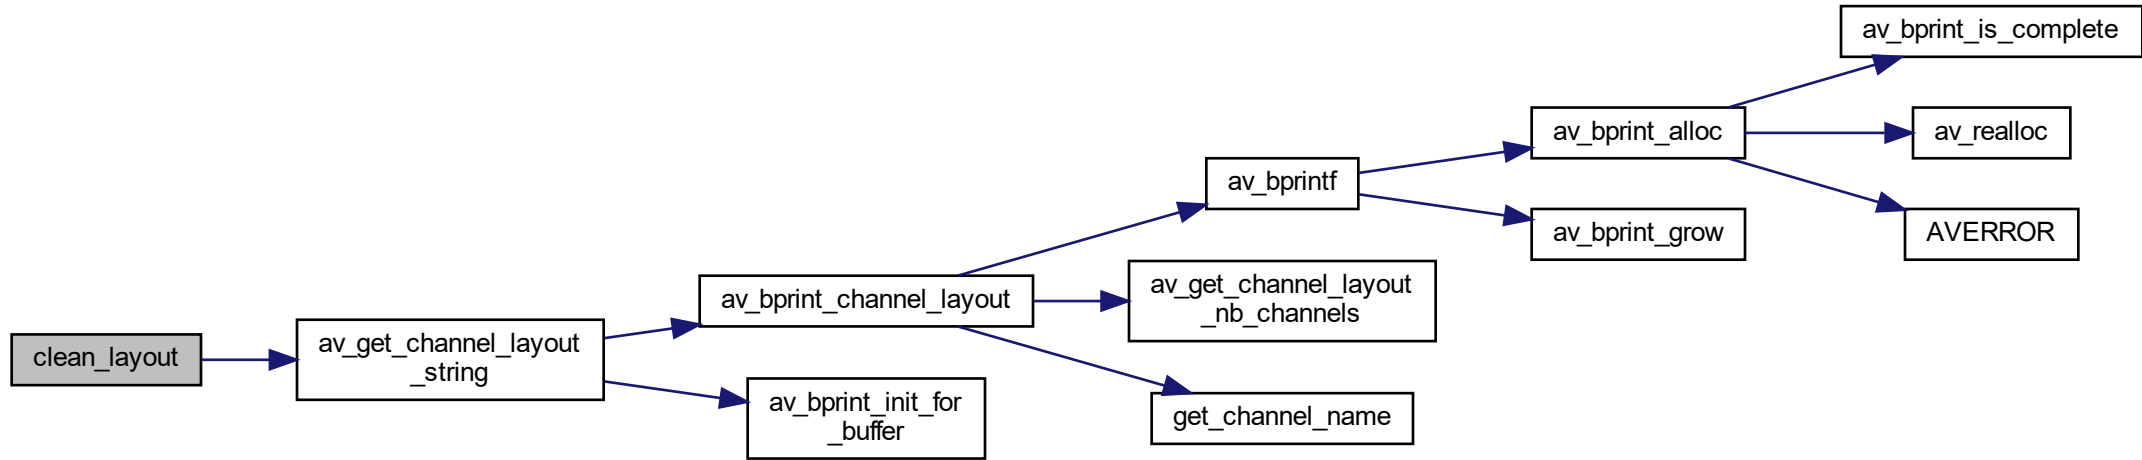 clean_layout
av_get_channel_layout
_string
av_bprint_channel_layout
av_bprint_init_for
_buffer
av_bprintf
av_get_channel_layout
_nb_channels
get_channel_name
av_bprint_alloc
av_bprint_grow
av_bprint_is_complete
av_realloc
AVERROR